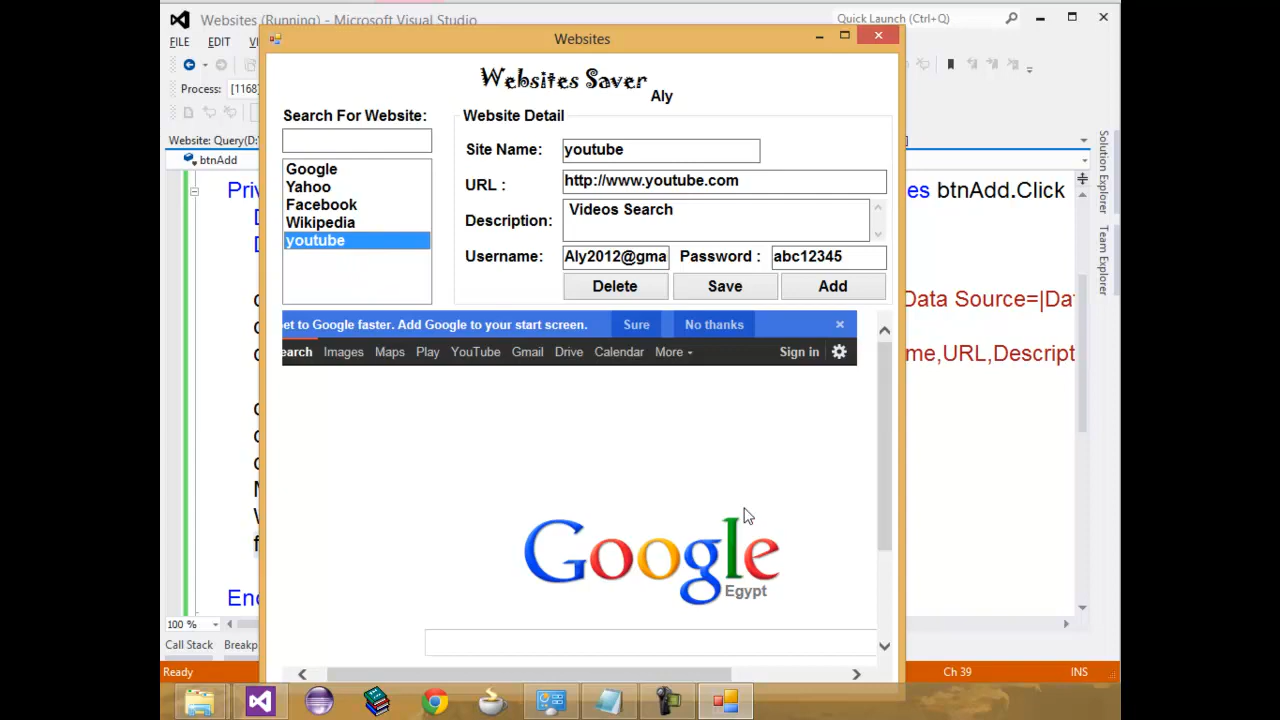 Websites (Running) - Microsoft Visual Studio
Quick Launch (Ctrl+Q)
FILE EDIT
Websites
Process: [1168]
Websites Saver
Aly
Search For Website:
Website Detail
Website: Query(D:\
btnAdd
Site Name: youtube
Google
Yahoo
Facebook
Wikipedia
youtube
URL : http://www.youtube.com
Description: Videos Search
Username: Aly2012@gma Password : abc12345
Delete Save Add
Solution Explorer
Team Explorer
btnAdd.Click
Data Source=|Da
me,URL,Descript
to Google faster. Add Google to your start screen. Sure No thanks
earch Images Maps Play YouTube Gmail Drive Calendar More Sign in
Google
Egypt
100 %
Call Stack Breakp
Ready Ch 39 INS